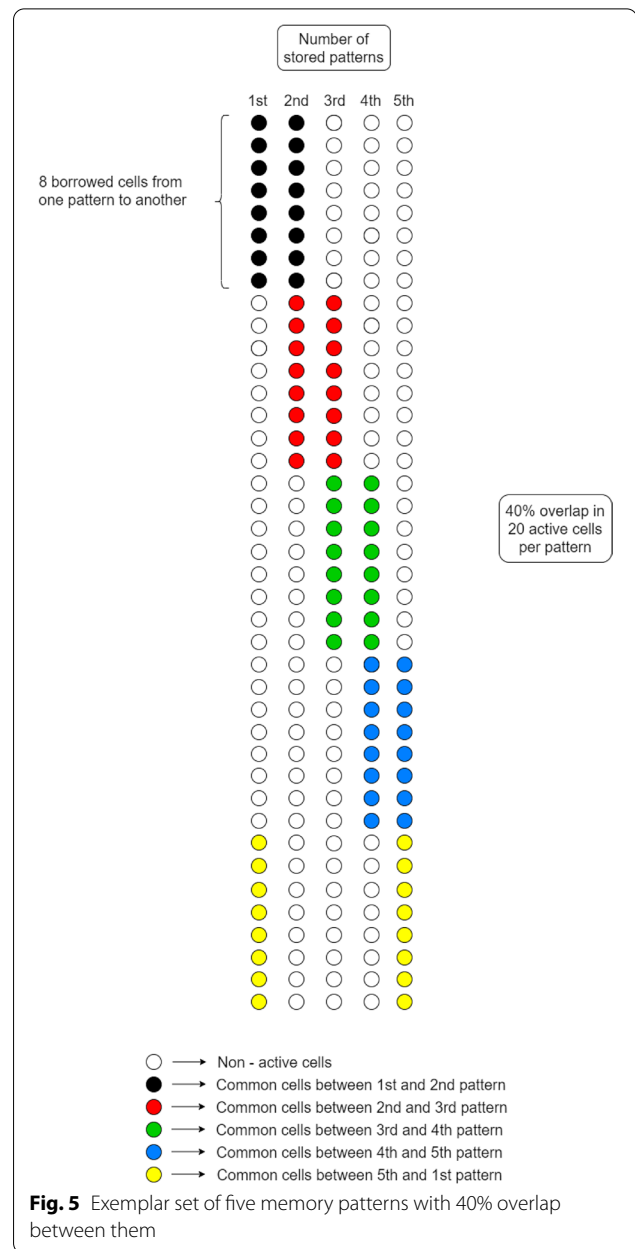 Number of
stored patterns
1st 2nd 3rd 4th 5th
8 borrowed cells from
one pattern to another
40% overlap in
20 active cells
per pattern
Non - active cells
Common cells between 1st and 2nd pattern
Common cells between 2nd and 3rd pattern
Common cells between 3rd and 4th pattern
Common cells between 4th and 5th pattern
Common cells between 5th and 1st pattern
Fig. 5 Exemplar set of five memory patterns with 40% overlap
between them